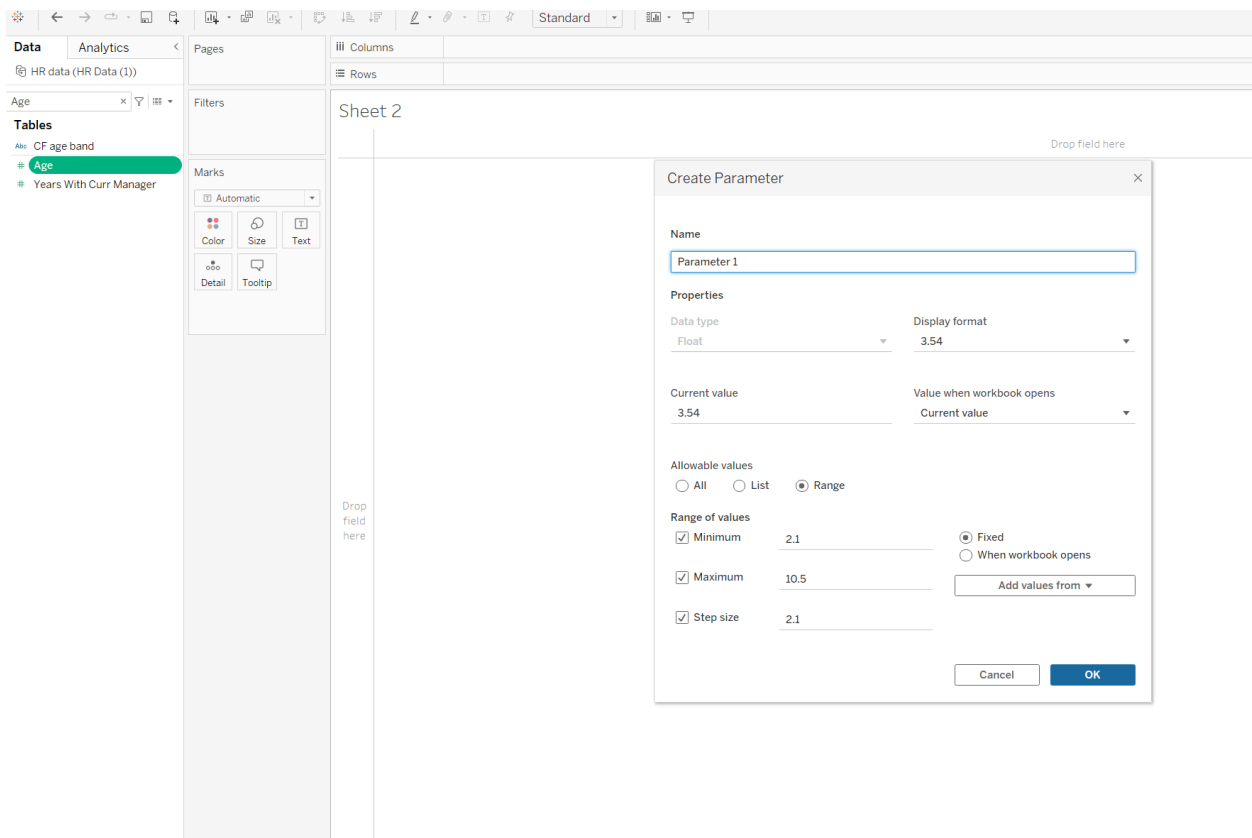 Standard
Data
Analytics
HR data (HR Data (1))
Age
Tables
Abc CF age band
# Age
# Years With Curr Manager
Pages
Filters
Marks
Automatic
Color
Size
Text
Detail
Tooltip
Columns
Rows
Sheet 2
Drop field here
Drop
field
here
Create Parameter
Name
Parameter 1
Properties
Data type
Display format
Float
3.54
Current value
Value when workbook opens
3.54
Current value
Allowable values
All
List
Range
Range of values
Minimum
2.1
Fixed
When workbook opens
Maximum
10.5
Add values from
Step size
2.1
Cancel
OK